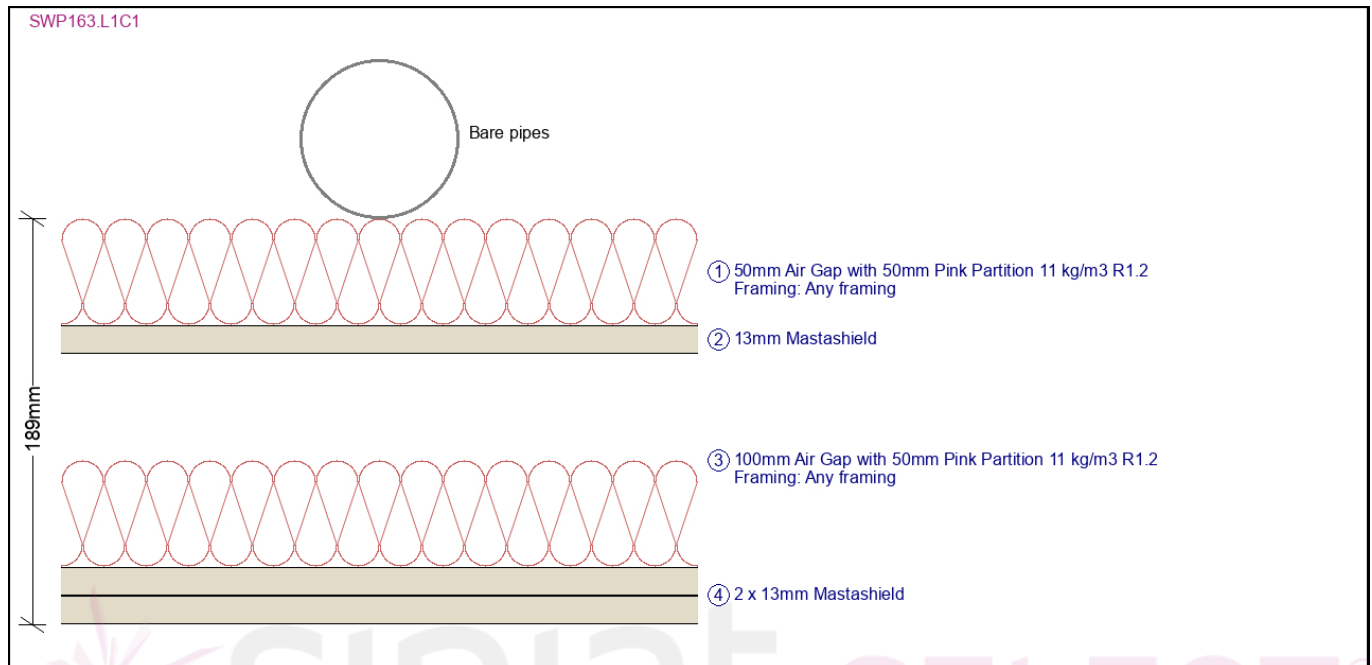 SWP163.L1C1
Bare pipes
1 50mm Air Gap with 50mm Pink Partition 11 kg/m3 R1.2
Framing: Any framing
2 13mm Mastashield
189mm
3 100mm Air Gap with 50mm Pink Partition 11 kg/m3 R1.2
Framing: Any framing
4 2 x 13mm Mastashield